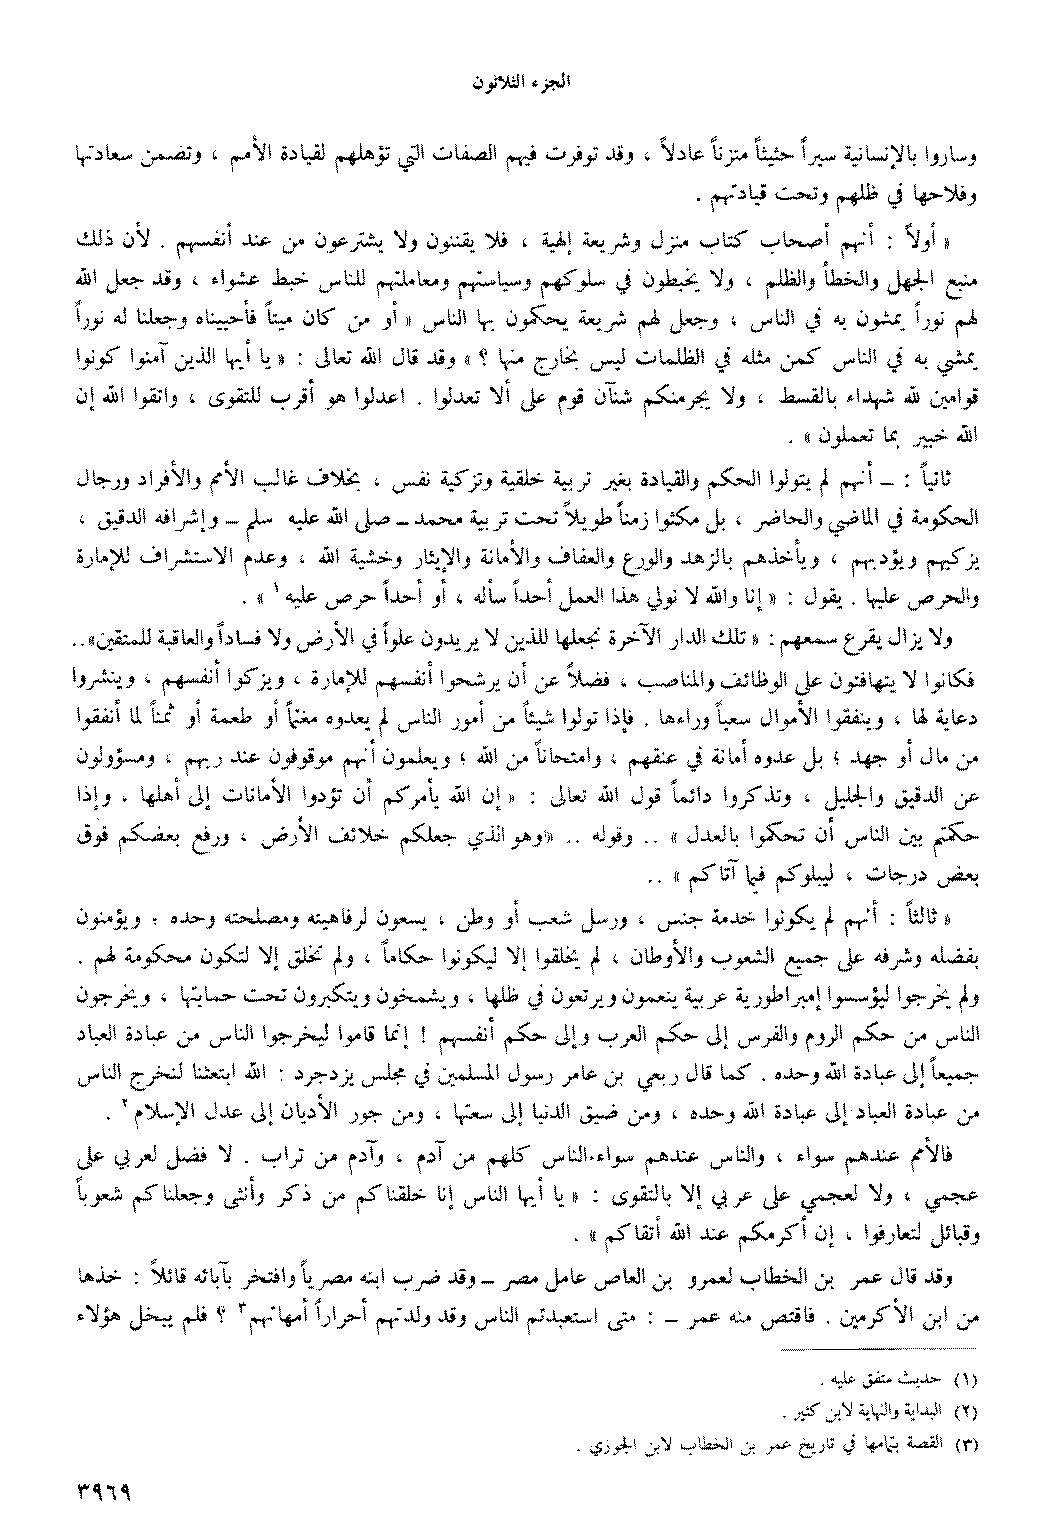 الجزء الثلاثون
وساروا بالإنسانية سيراً حثيثاً متزناً عادلاً ، وقد توفرت فيهم الصفات التي تؤهلهم لقيادة الأمم ، وتضمن سعادتها
وفلاحها في ظلهم وتحت قيادتهم .
« أولاً : أنهم أصحاب كتاب منزل وشريعة إلهية ، فلا يقننون ولا يشترعون من عند أنفسهم . لأن ذلك
منبع الجهل والخطأ والظلم ، ولا يخبطون في سلوكهم وسياستهم ومعاملتهم للناس خبط عشواء ، وقد جعل الله
لهم نوراً يمشون به في الناس ، وجعل لهم شريعة يحكمون بها الناس « أو من كان ميتاً فأحييناه وجعلنا له نوراً
يمشي به في الناس كمن مثله في الظلمات ليس بخارج منها ؟ » وقد قال الله تعالى : « يا أيها الذين آمنوا كونوا
قوامين لله شهداء بالقسط ، ولا يجرمنكم شنآن قوم على ألا تعدلوا . اعدلوا هو أقرب للتقوى ، واتقوا الله إن
الله خبير بما تعملون » .
ثانياً : – أنهم لم يتولوا الحكم والقيادة بغير تربية خلقية وتزكية نفس ، بخلاف غالب الأمم والأفراد ورجال
الحكومة في الماضي والحاضر ، بل مكثوا زمناً طويلاً تحت تربية محمد – صلى الله عليه سلم – وإشرافه الدقيق ،
يزكيهم ويؤدبهم ، ويأخذهم بالزهد والورع والعفاف والأمانة والإيثار وخشية الله ، وعدم الاستشراف للإمارة
والحرص عليها . يقول : « إنا والله لا نولي هذا العمل أحداً سأله ، أو أحداً حرص عليه ١ » .
ولا يزال يقرع سمعهم : « تلك الدار الآخرة نجعلها للذين لا يريدون علواً في الأرض ولا فساداً والعاقبة للمتقين»..
فكانوا لا يتهافتون على الوظائف والمناصب ، فضلاً عن أن يرشحوا أنفسهم للإمارة ، ويزكوا أنفسهم ، وينشروا
دعاية لها ، وينفقوا الأموال سعياً وراءها . فإذا تولوا شيئاً من أمور الناس لم يعدوه مغنماً أو طعمة أو ثمناً لما أنفقوا
من مال أو جهد ؛ بل عدوه أمانة في عنقهم ، وامتحاناً من الله ؛ ويعلمون أنهم موقوفون عند ربهم ، ومسؤولون
عن الدقيق والجليل ، وتذكروا دائماً قول الله تعالى : « إن الله يأمركم أن تؤدوا الأمانات إلى أهلها . وإذا
حكمتم بين الناس أن تحكموا بالعدل » .. وقوله .. «وهو الذي جعلكم خلائف الأرض ، ورفع بعضكم فوق
بعض درجات ، ليبلوكم فيما آتاكم » ..
« ثالثاً : أنهم لم يكونوا خدمة جنس ، ورسل شعب أو وطن ، يسعون لرفاهيته ومصلحته وحده ؛ ويؤمنون
بفضله وشرفه على جميع الشعوب والأوطان ، لم يخلقوا إلا ليكونوا حكاماً ، ولم تخلق إلا لتكون محكومة لهم .
ولم يخرجوا ليؤسسوا إمبراطورية عربية ينعمون ويرتعون في ظلها ، ويشمخون ويتكبرون تحت حمايتها ، ويخرجون
الناس من حكم الروم والفرس إلى حكم العرب وإلى حكم أنفسهم ! إنما قاموا ليخرجوا الناس من عبادة العباد
جميعاً إلى عبادة الله وحده . كما قال ربعي بن عامر رسول المسلمين في مجلس يزدجرد : الله ابتعثنا لنخرج الناس
من عبادة العباد إلى عبادة الله وحده ، ومن ضيق الدنيا إلى سعتها ، ومن جور الأديان إلى عدل الإسلام ٢ .
فالأمم عندهم سواء ، والناس عندهم سواء.الناس كلهم من آدم ، وآدم من تراب . لا فضل لعربي على
عجمي ، ولا لعجمي على عربي إلا بالتقوى : « يا أيها الناس إنا خلقناكم من ذكر وأنثى وجعلناكم شعوباً
وقبائل لتعارفوا ، إن أكرمكم عند الله أتقاكم » .
وقد قال عمر بن الخطاب لعمرو بن العاص عامل مصر – وقد ضرب ابنه مصرياً وافتخر بآبائه قائلاً : خذها
من ابن الأكرمين . فاقتص منه عمر – : متى استعبدتم الناس وقد ولدتهم أحراراً أمهاتهم ٣ ؟ فلم يبخل هؤلاء
(١) حديث متفق عليه .
(٢) البداية والنهاية لابن كثير .
(٣) القصة بتمامها في تاريخ عمر بن الخطاب لابن الجوزي .
٣٩٦٩